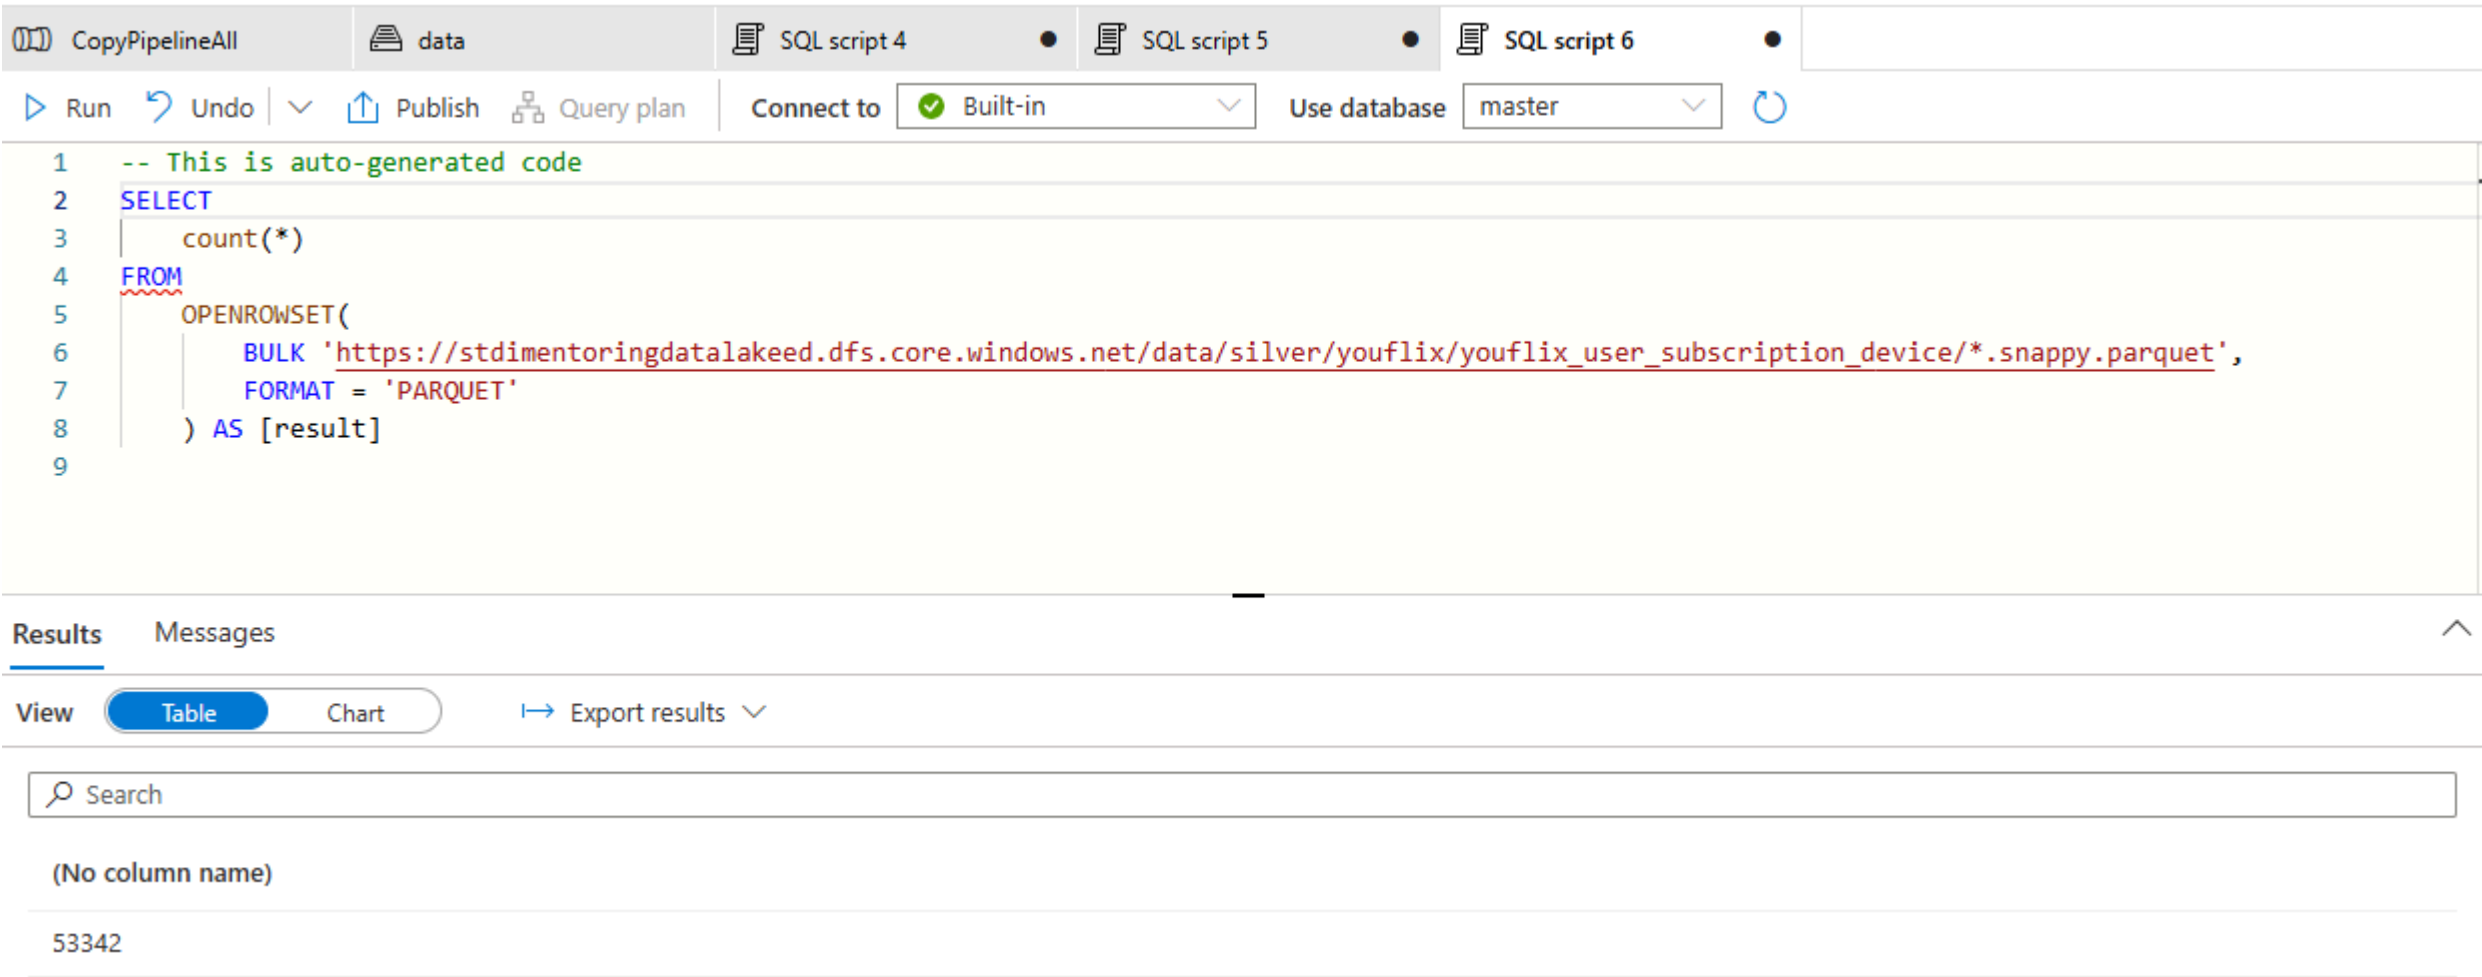 CopyPipelineAll data SQL script 4 SQL script 5 SQL script 6
Run Undo Publish Query plan Connect to Built-in Use database master
1 -- This is auto-generated code
2 SELECT
3 count(*)
4 FROM
5 OPENROWSET(
6 BULK 'https://stdimentoringdatalakeed.dfs.core.windows.net/data/silver/youflix/youflix_user_subscription_device/*.snappy.parquet',
7 FORMAT = 'PARQUET'
8 ) AS [result]
9
Results Messages
View Table Chart Export results
Search
(No column name)
53342